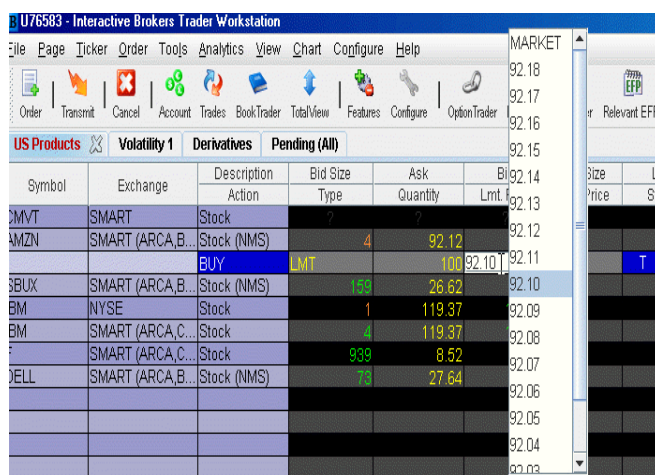 U76583 - Interactive Brokers Trader Workstation
File Page Ticker Order Tools Analytics View Chart Configure Help
Order Transmit Cancel Account Trades BookTrader TotalView Features Configure OptionTrader Relevant EFP
EFP
US Products Volatility 1 Derivatives Pending (All)
Symbol Exchange Description Bid Size Ask
Action Type Quantity Lmt.
CMVT SMART Stock ? ?
AMZN SMART (ARCA,B... Stock (NMS) 4 92.12
BUY LMT 100 92.10 T
SBUX SMART (ARCA,B... Stock (NMS) 159 26.62
IBM NYSE Stock 1 119.37
IBM SMART (ARCA,C... Stock 4 119.37
F SMART (ARCA,C... Stock 939 8.52
DELL SMART (ARCA,B... Stock (NMS) 73 27.64
MARKET
92.18
92.17
92.16
92.15
92.14
92.13
92.12
92.11
92.10
92.09
92.08
92.07
92.06
92.05
92.04
92.03